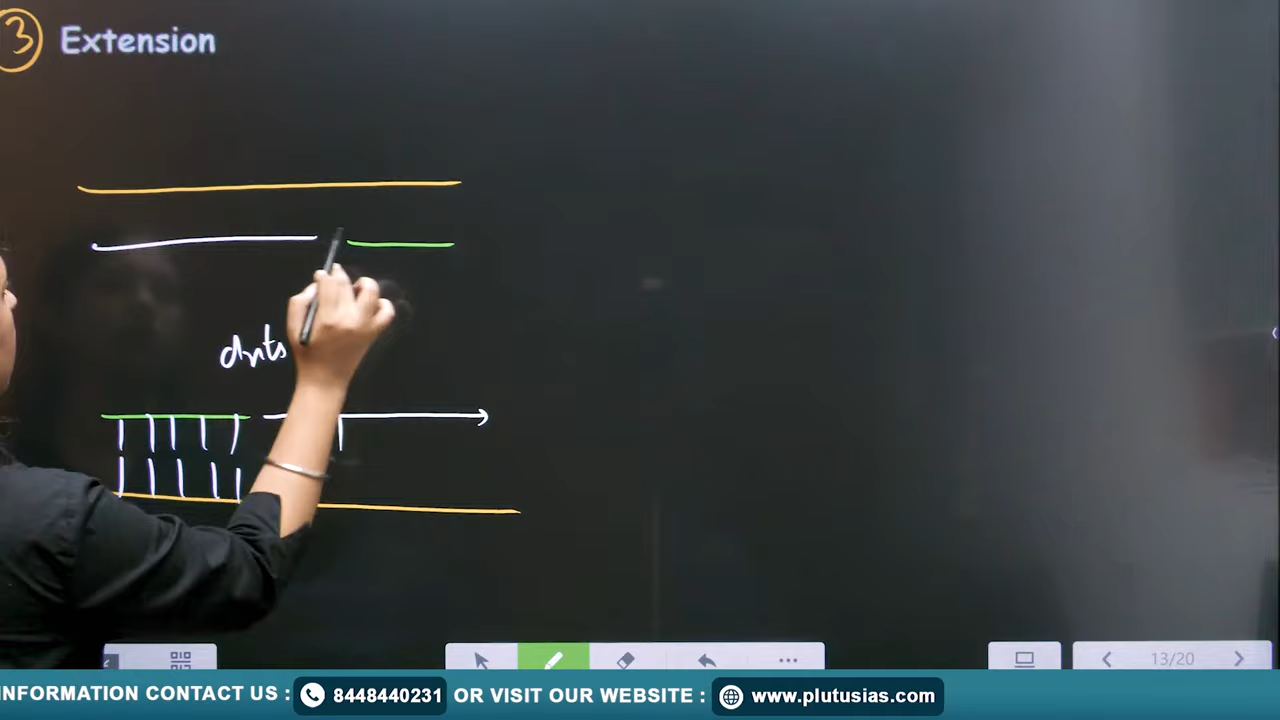 3 Extension
dnts
13/20
INFORMATION CONTACT US : 8448440231 OR VISIT OUR WEBSITE : www.plutusias.com